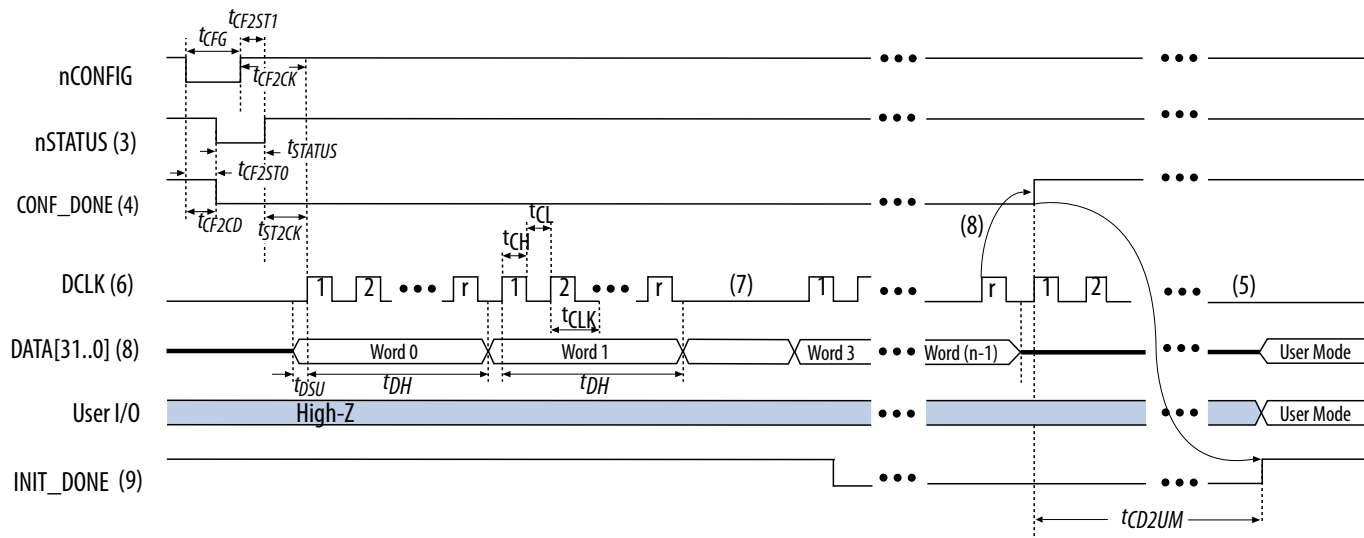 tCF2ST1
tCFG
nCONFIG
tCF2CK
nSTATUS (3)
tSTATUS
tCF2ST0
CONF_DONE (4)
tCF2CD
tST2CK
tCL
tCH
(8)
DCLK (6)
1 2 r 1 2 r (7) 1 r 1 2 (5)
tCLK
DATA[31..0] (8)
Word 0 Word 1 Word 3 Word (n-1) User Mode
tDSU tDH tDH
User I/O
High-Z User Mode
INIT_DONE (9)
tCD2UM